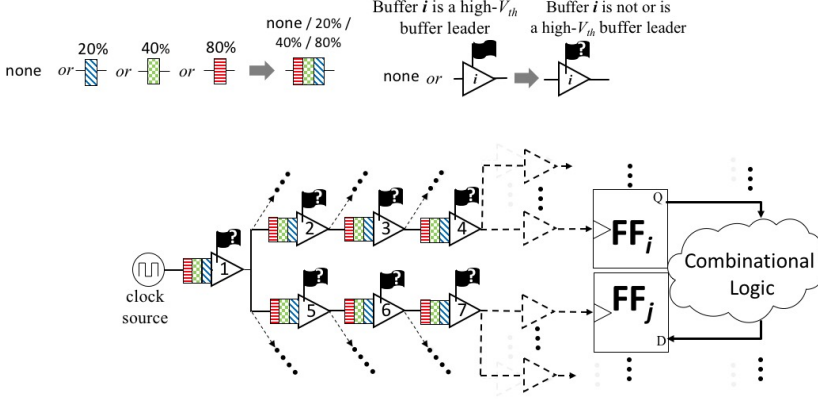 Buffer i is a high-Vth
buffer leader
Buffer i is not or is
a high-Vth buffer leader
none / 20% /
40% / 80%
none or 20% or 40% or 80%
none or i
? i
? ? ?
2 3 4
Q
FFi
?
1
clock
source
Combinational
Logic
? ? ?
5 6 7
FFj
D